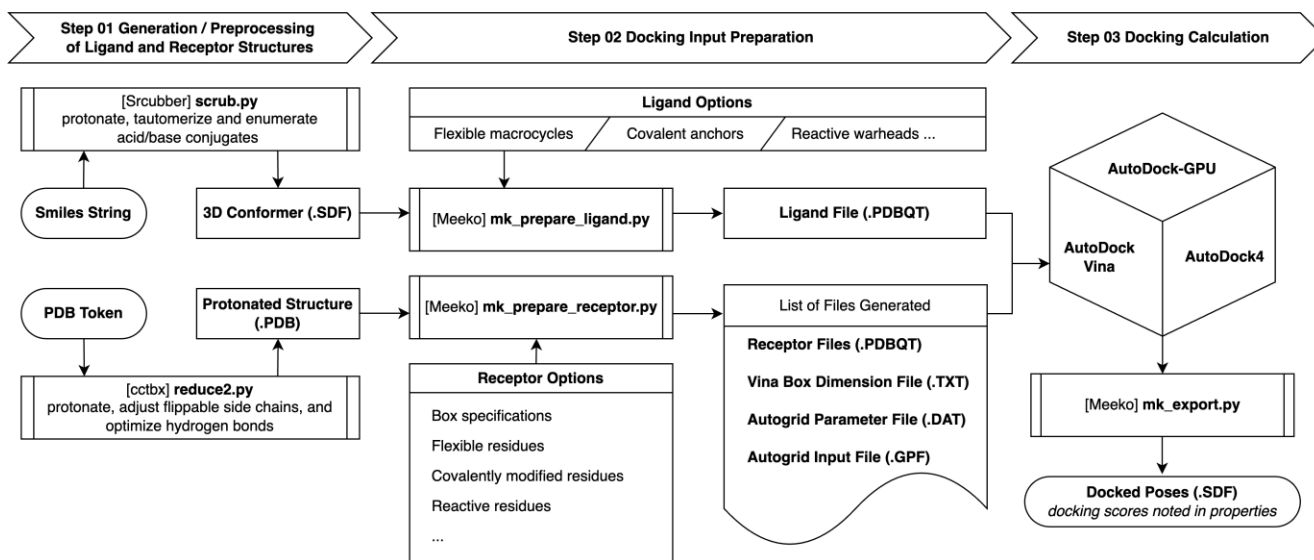 Step 01 Generation / Preprocessing
of Ligand and Receptor Structures
Step 02 Docking Input Preparation
Step 03 Docking Calculation
[Srcubber] scrub.py
protonate, tautomerize and enumerate
acid/base conjugates
Smiles String
3D Conformer (.SDF)
PDB Token
Protonated Structure
(.PDB)
[cctbx] reduce2.py
protonate, adjust flippable side chains, and
optimize hydrogen bonds
Ligand Options
Flexible macrocycles
Covalent anchors
Reactive warheads ...
[Meeko] mk_prepare_ligand.py
Ligand File (.PDBQT)
[Meeko] mk_prepare_receptor.py
Receptor Options
Box specifications
Flexible residues
Covalently modified residues
Reactive residues
...
List of Files Generated
Receptor Files (.PDBQT)
Vina Box Dimension File (.TXT)
Autogrid Parameter File (.DAT)
Autogrid Input File (.GPF)
AutoDock-GPU
AutoDock
Vina
AutoDock4
[Meeko] mk_export.py
Docked Poses (.SDF)
docking scores noted in properties